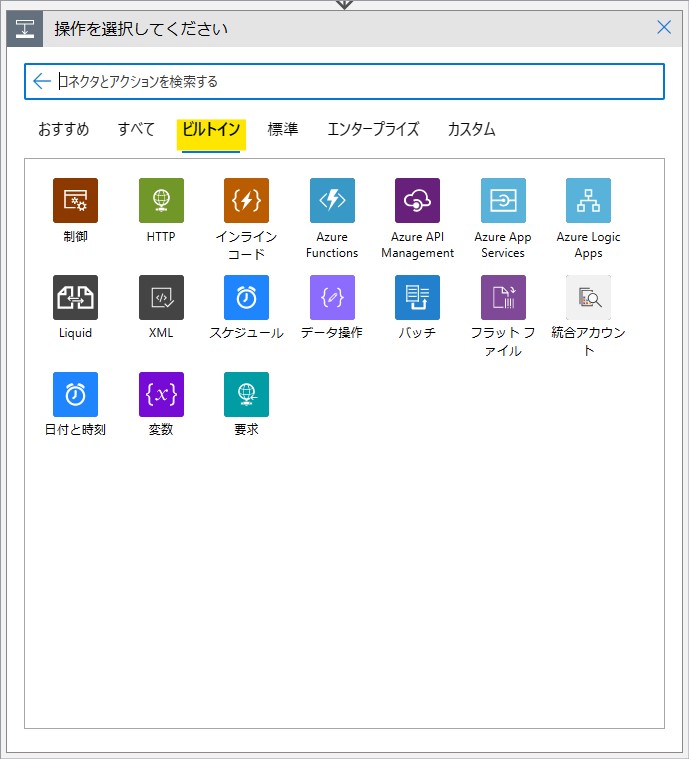 操作を選択してください
コネクタとアクションを検索する
おすすめ すべて ビルトイン 標準 エンタープライズ カスタム
制御 HTTP インライン コード Azure Functions Azure API Management Azure App Services Azure Logic Apps
Liquid XML スケジュール データ操作 バッチ フラット ファイル 統合アカウント
日付と時刻 変数 要求